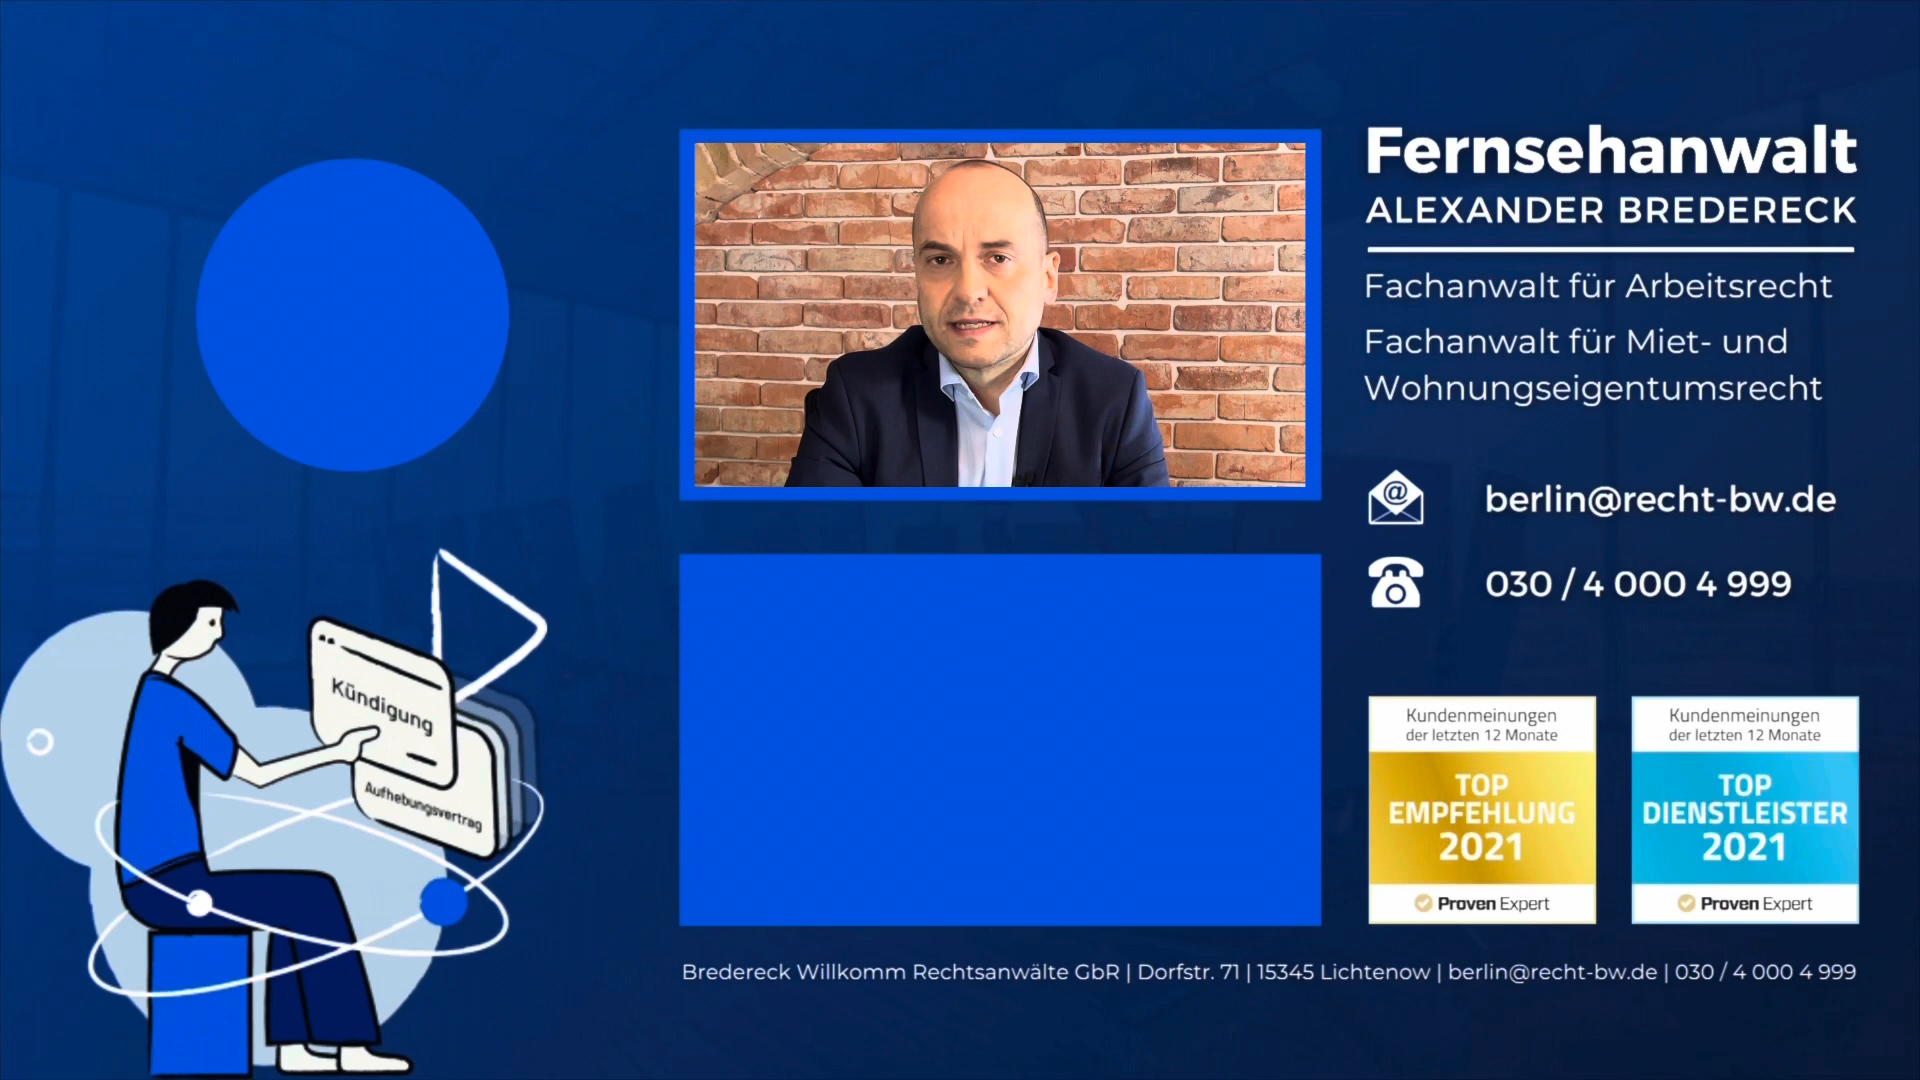 Fernsehanwalt
ALEXANDER BREDERECK
Fachanwalt für Arbeitsrecht
Fachanwalt für Miet- und
Wohnungseigentumsrecht
berlin@recht-bw.de
030 / 4 000 4 999
Kündigung
Aufhebungsvertrag
Kundenmeinungen
der letzten 12 Monate
TOP
EMPFEHLUNG
2021
Proven Expert
Kundenmeinungen
der letzten 12 Monate
TOP
DIENSTLEISTER
2021
Proven Expert
Bredereck Willkomm Rechtsanwälte GbR | Dorfstr. 71 | 15345 Lichtenow | berlin@recht-bw.de | 030 / 4 000 4 999